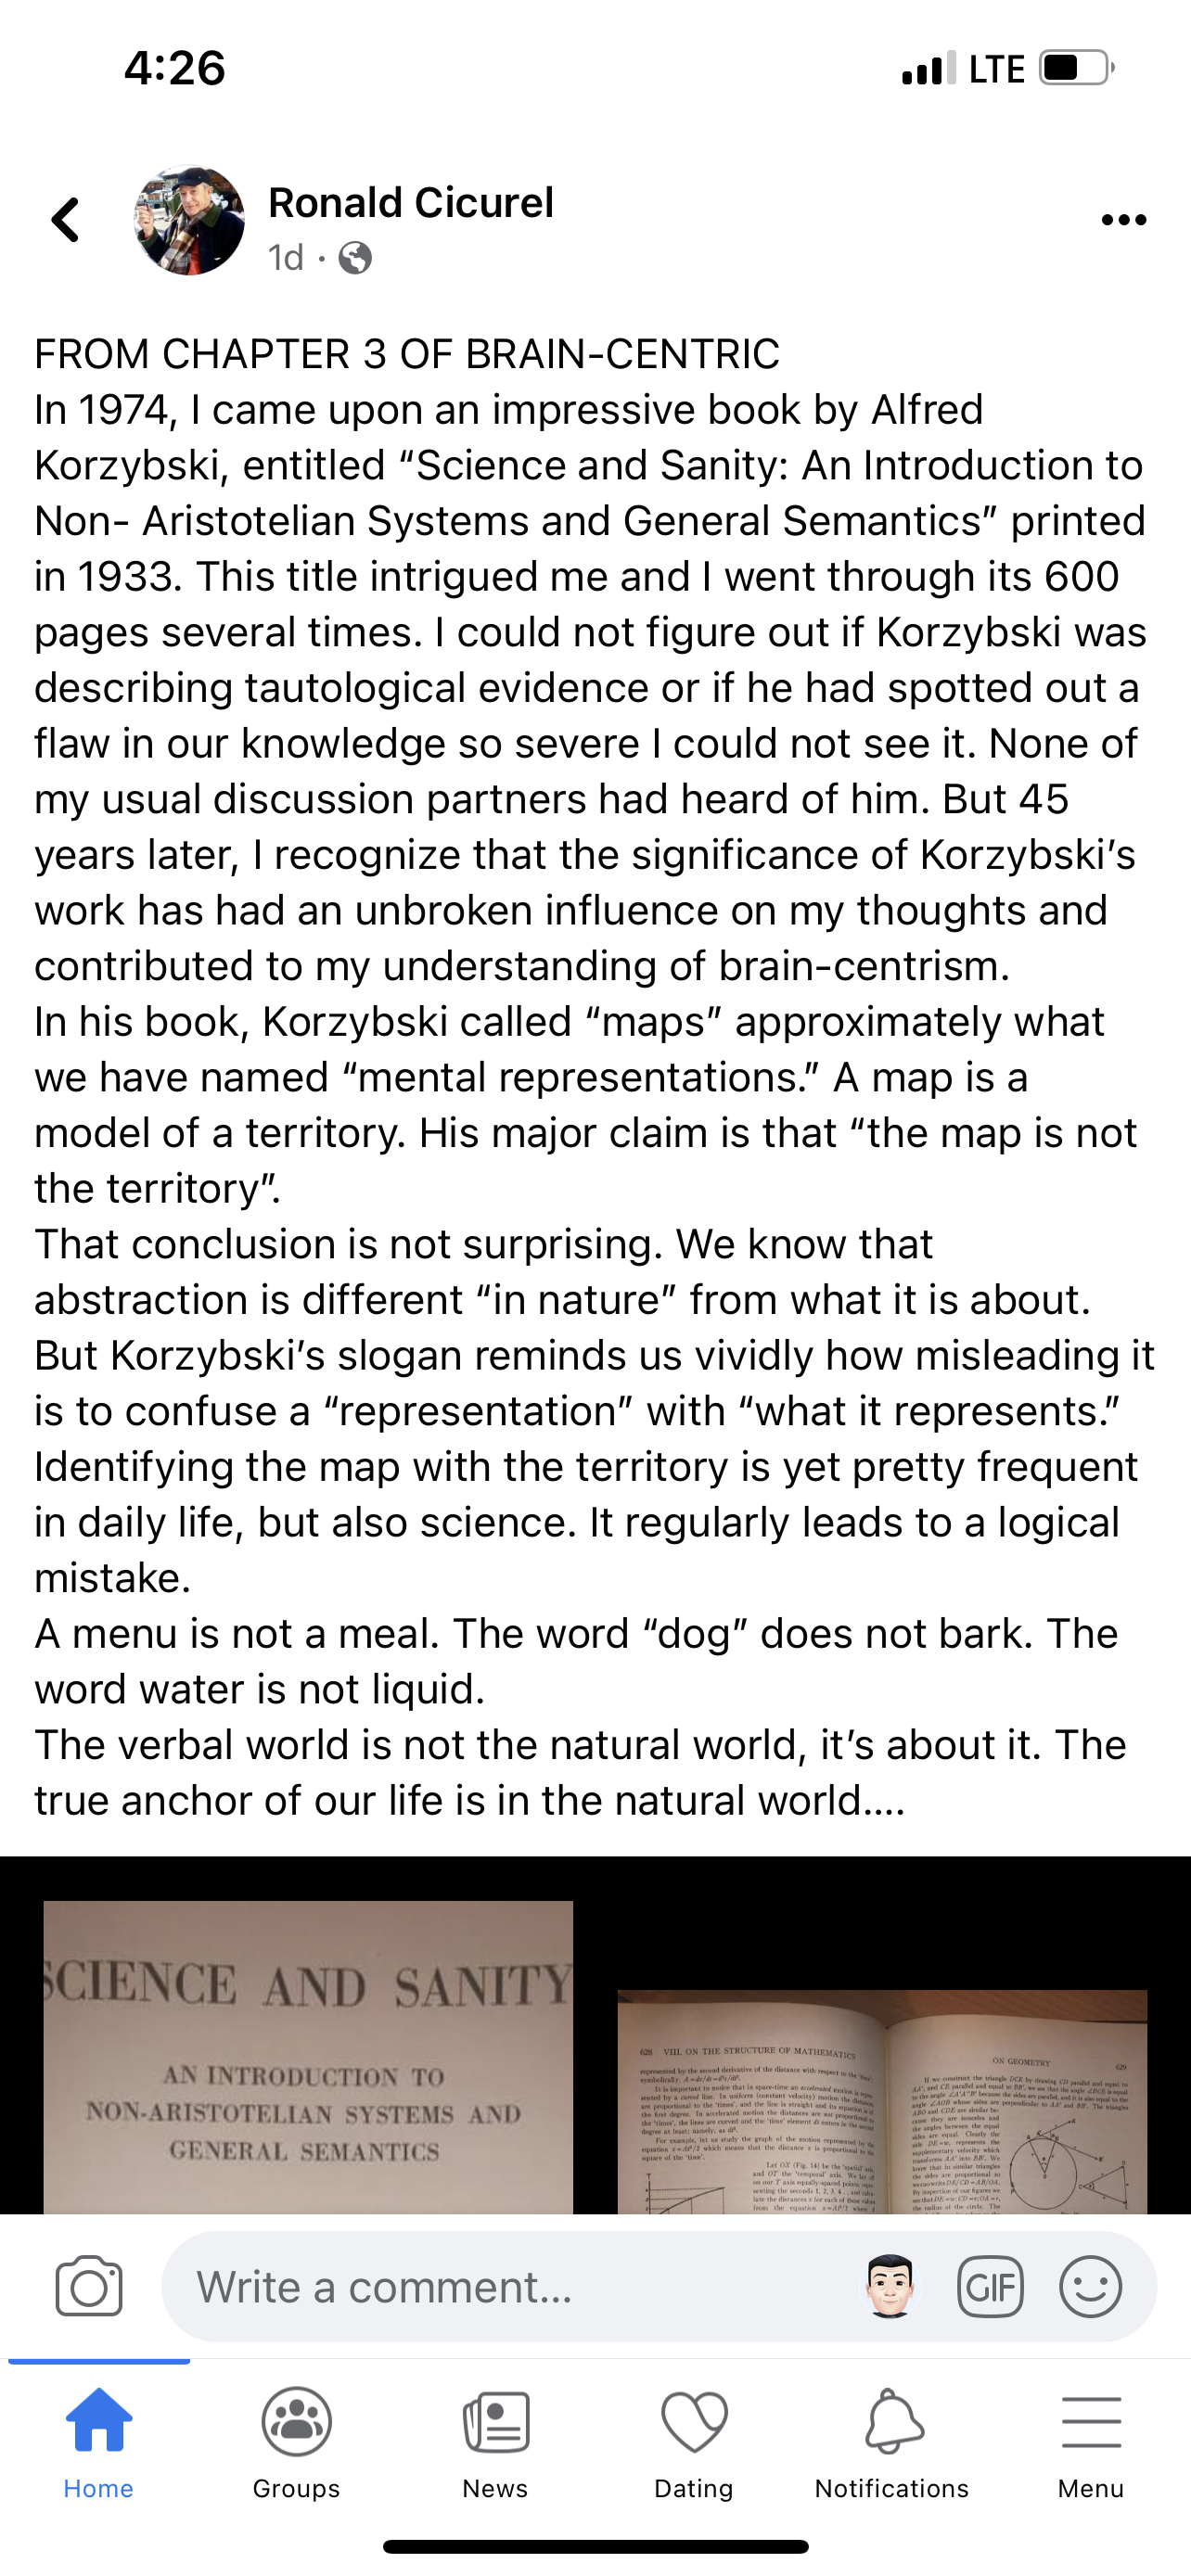 4:26
LTE
Ronald Cicurel
1d ·
FROM CHAPTER 3 OF BRAIN-CENTRIC
In 1974, I came upon an impressive book by Alfred
Korzybski, entitled “Science and Sanity: An Introduction to
Non- Aristotelian Systems and General Semantics” printed
in 1933. This title intrigued me and I went through its 600
pages several times. I could not figure out if Korzybski was
describing tautological evidence or if he had spotted out a
flaw in our knowledge so severe I could not see it. None of
my usual discussion partners had heard of him. But 45
years later, I recognize that the significance of Korzybski’s
work has had an unbroken influence on my thoughts and
contributed to my understanding of brain-centrism.
In his book, Korzybski called “maps” approximately what
we have named “mental representations.” A map is a
model of a territory. His major claim is that “the map is not
the territory”.
That conclusion is not surprising. We know that
abstraction is different “in nature” from what it is about.
But Korzybski’s slogan reminds us vividly how misleading it
is to confuse a “representation” with “what it represents.”
Identifying the map with the territory is yet pretty frequent
in daily life, but also science. It regularly leads to a logical
mistake.
A menu is not a meal. The word “dog” does not bark. The
word water is not liquid.
The verbal world is not the natural world, it’s about it. The
true anchor of our life is in the natural world....
SCIENCE AND SANITY
AN INTRODUCTION TO
NON-ARISTOTELIAN SYSTEMS AND
GENERAL SEMANTICS
628 VIII. ON THE STRUCTURE OF MATHEMATICS
represented by the second derivative of the distance with respect to the 'time';
ON GEOMETRY 629
Write a comment...
GIF
Home
Groups
News
Dating
Notifications
Menu